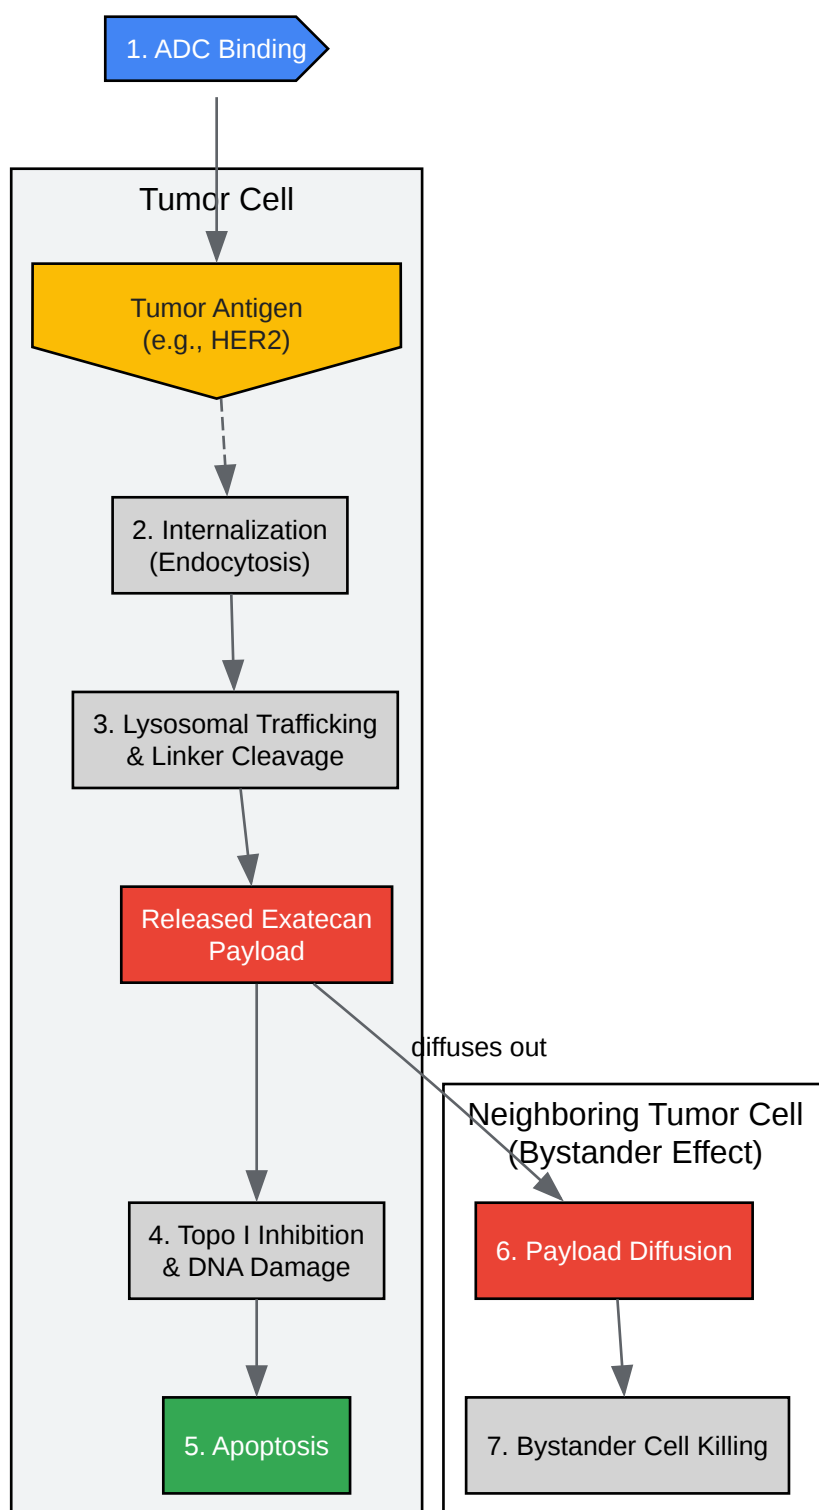 1. ADC Binding
Tumor Cell
Tumor Antigen
(e.g., HER2)
2. Internalization
(Endocytosis)
3. Lysosomal Trafficking
& Linker Cleavage
Released Exatecan
Payload
diffuses out
Neighboring Tumor Cell
(Bystander Effect)
4. Topo I Inhibition
& DNA Damage
6. Payload Diffusion
5. Apoptosis
7. Bystander Cell Killing